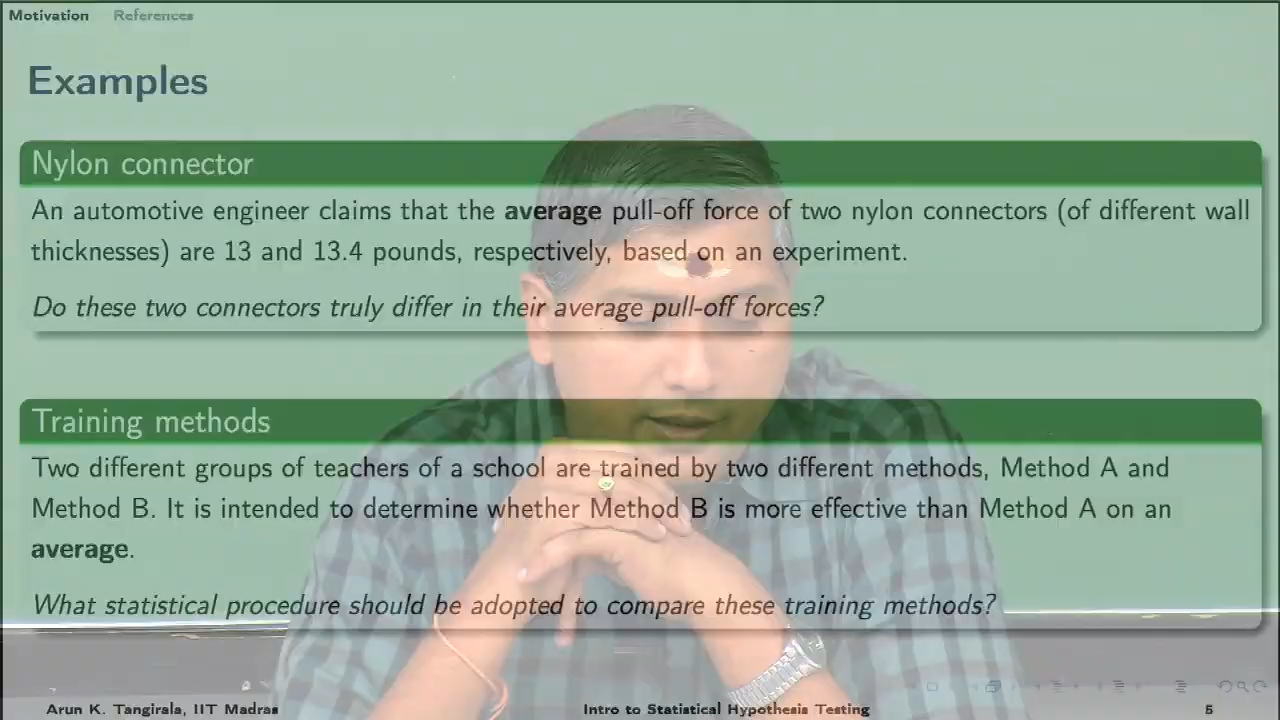 Motivation References
Examples
Nylon connector
An automotive engineer claims that the average pull-off force of two nylon connectors (of different wall
thicknesses) are 13 and 13.4 pounds, respectively, based on an experiment.
Do these two connectors truly differ in their average pull-off forces?
Training methods
Two different groups of teachers of a school are trained by two different methods, Method A and
Method B. It is intended to determine whether Method B is more effective than Method A on an
average.
What statistical procedure should be adopted to compare these training methods?
Arun K. Tangirala, IIT Madras Intro to Statistical Hypothesis Testing 5